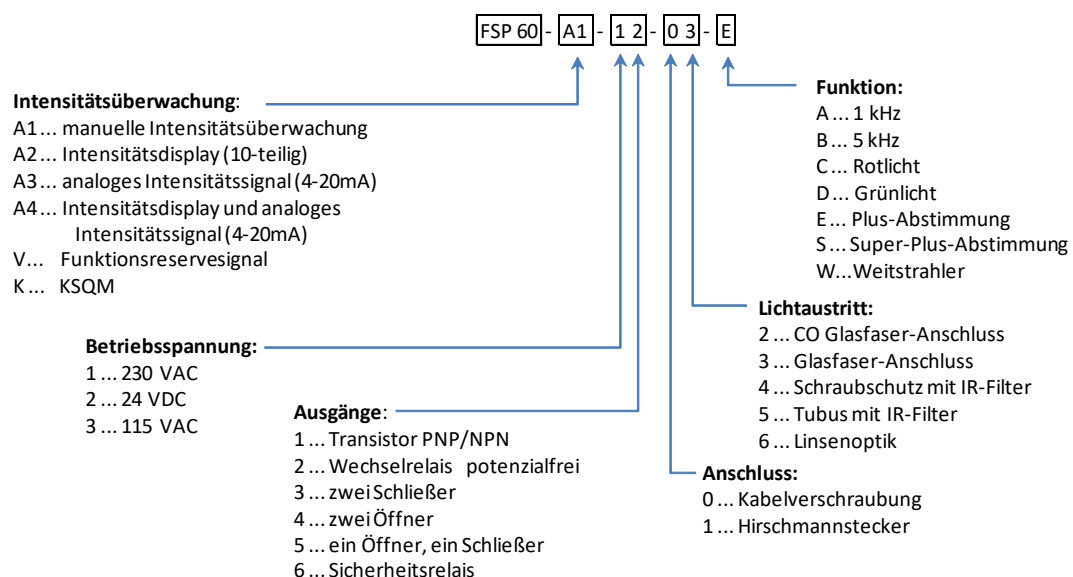 FSP 60 - A1 - 1 2 - 0 3 - E
Intensitätsüberwachung:
A1... manuelle Intensitätsüberwachung
A2... Intensitätsdisplay (10-teilig)
A3... analoges Intensitätssignal (4-20mA)
A4... Intensitätsdisplay und analoges
Intensitätssignal (4-20mA)
V... Funktionsreservesignal
K... KSQM
Betriebsspannung:
1 ... 230 VAC
2 ... 24 VDC
3 ... 115 VAC
Ausgänge:
1 ... Transistor PNP/NPN
2 ... Wechselrelais potenzialfrei
3 ... zwei Schließer
4 ... zwei Öffner
5 ... ein Öffner, ein Schließer
6 ... Sicherheitsrelais
Funktion:
A ... 1 kHz
B ... 5 kHz
C ... Rotlicht
D ... Grünlicht
E ... Plus-Abstimmung
S ... Super-Plus-Abstimmung
W...Weitstrahler
Lichtaustritt:
2 ... CO Glasfaser-Anschluss
3 ... Glasfaser-Anschluss
4 ... Schraubschutz mit IR-Filter
5 ... Tubus mit IR-Filter
6 ... Linsenoptik
Anschluss:
0 ... Kabelverschraubung
1 ... Hirschmannstecker